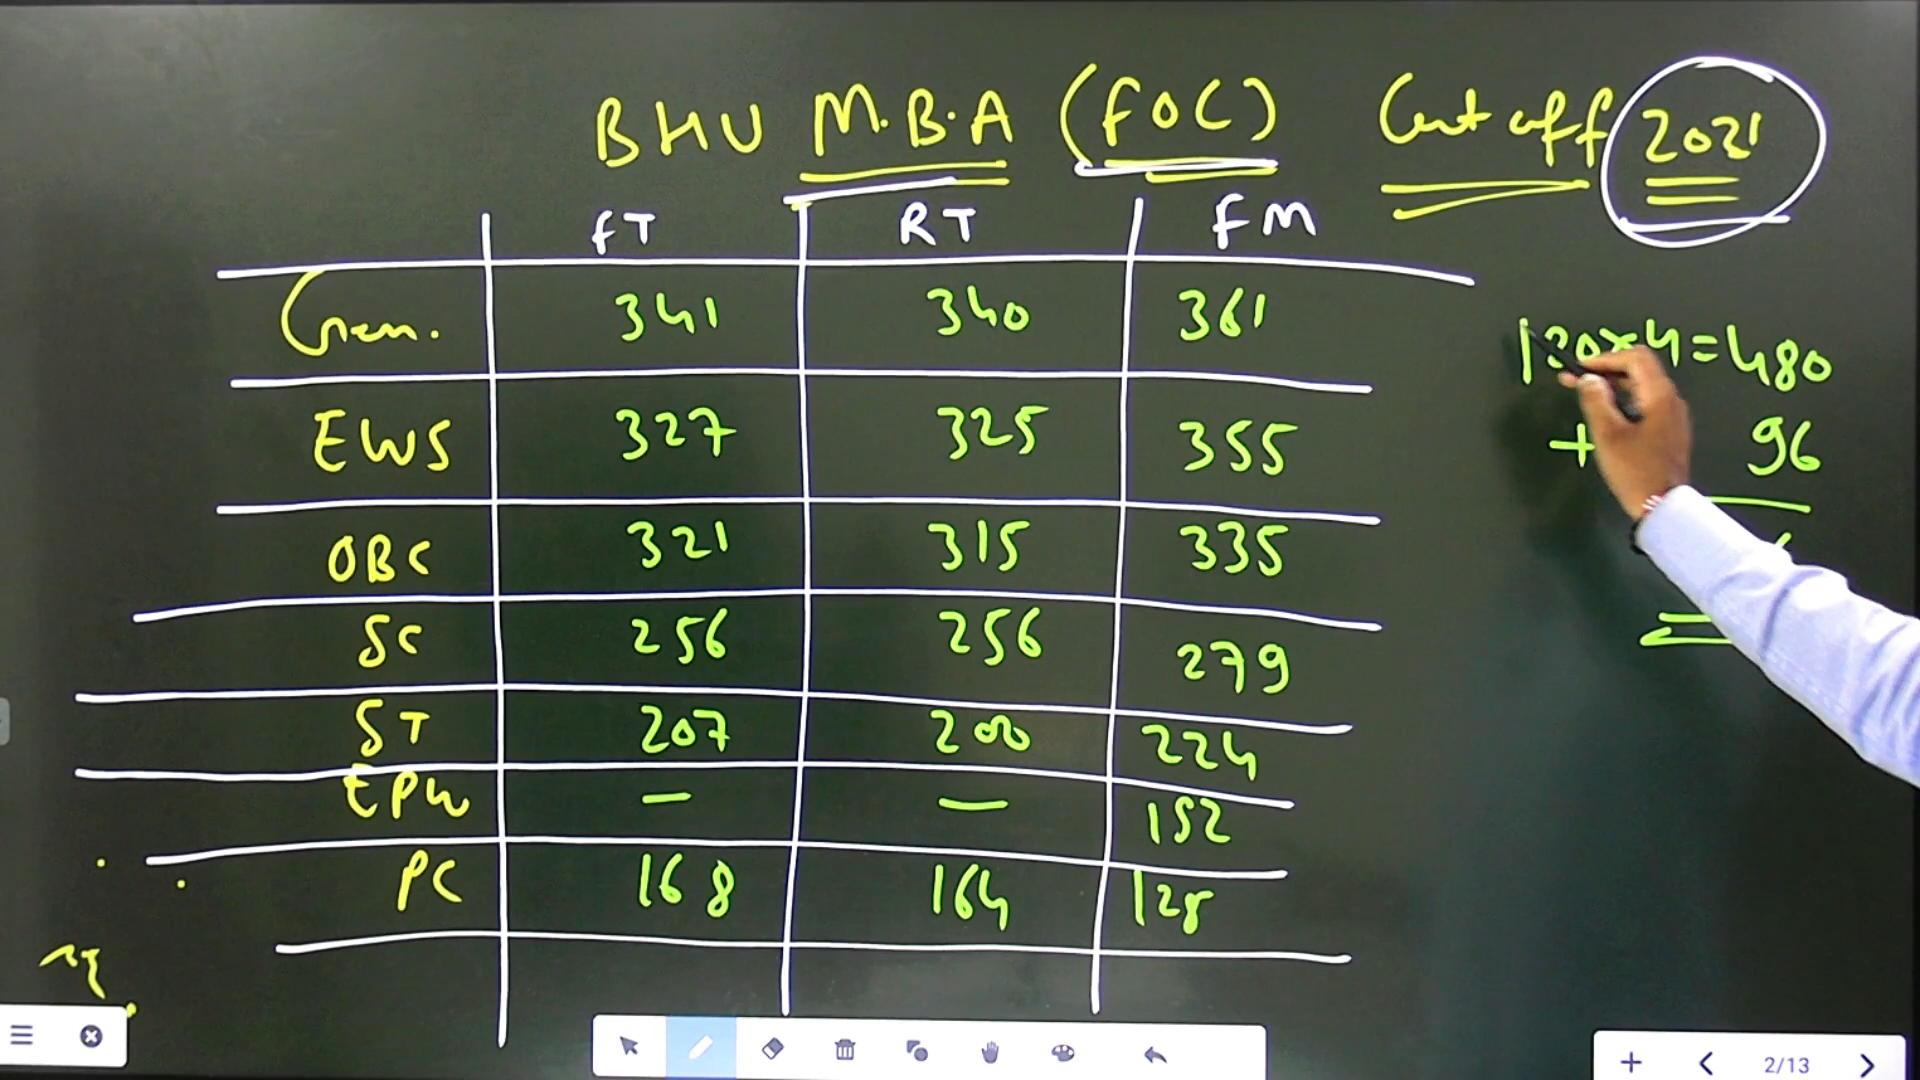 BHU M.B.A (FOC) Cut off 2021
FT RT FM
Gen. 341 340 361
EWS 327 325 355
OBC 321 315 335
SC 256 256 279
ST 207 200 224
EPW — — 152
PC 168 164 128
120×4=480
+ 96
2/13